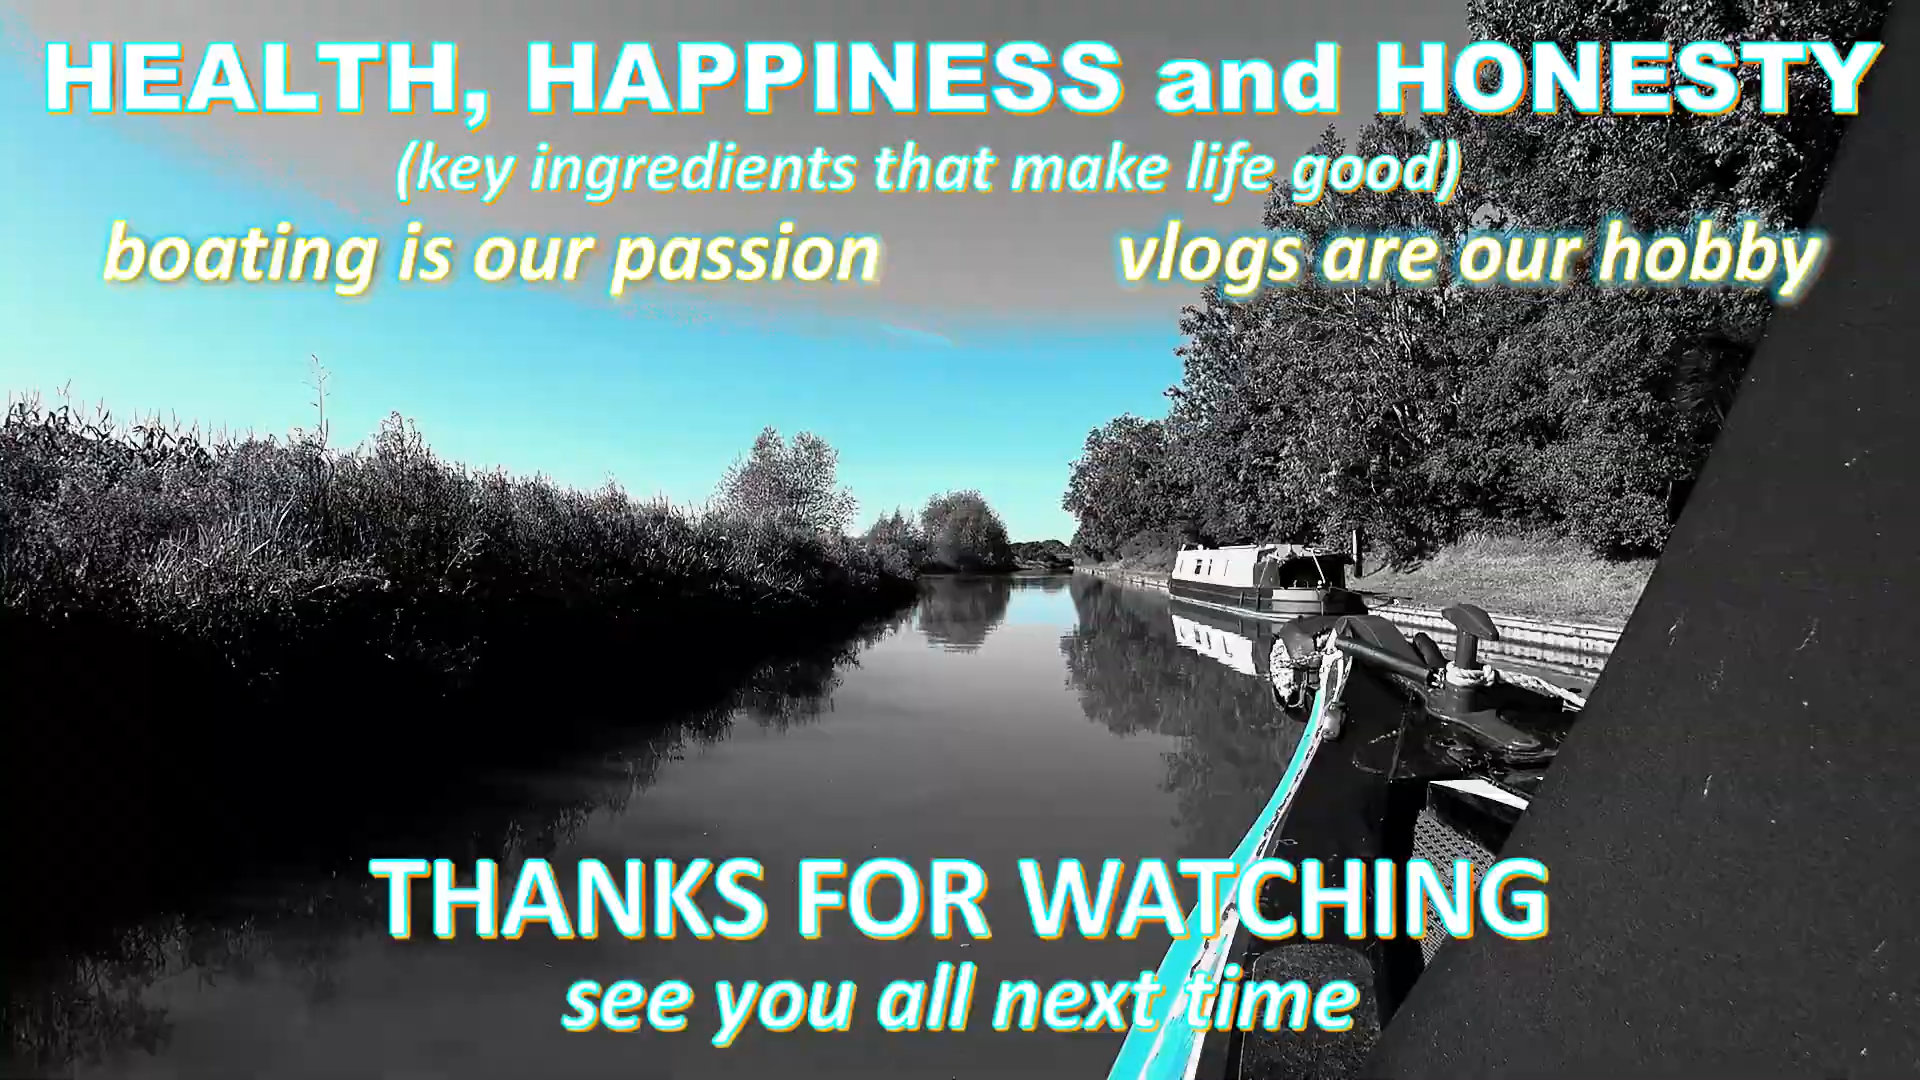 HEALTH, HAPPINESS and HONESTY
(key ingredients that make life good)
boating is our passion vlogs are our hobby
THANKS FOR WATCHING
see you all next time